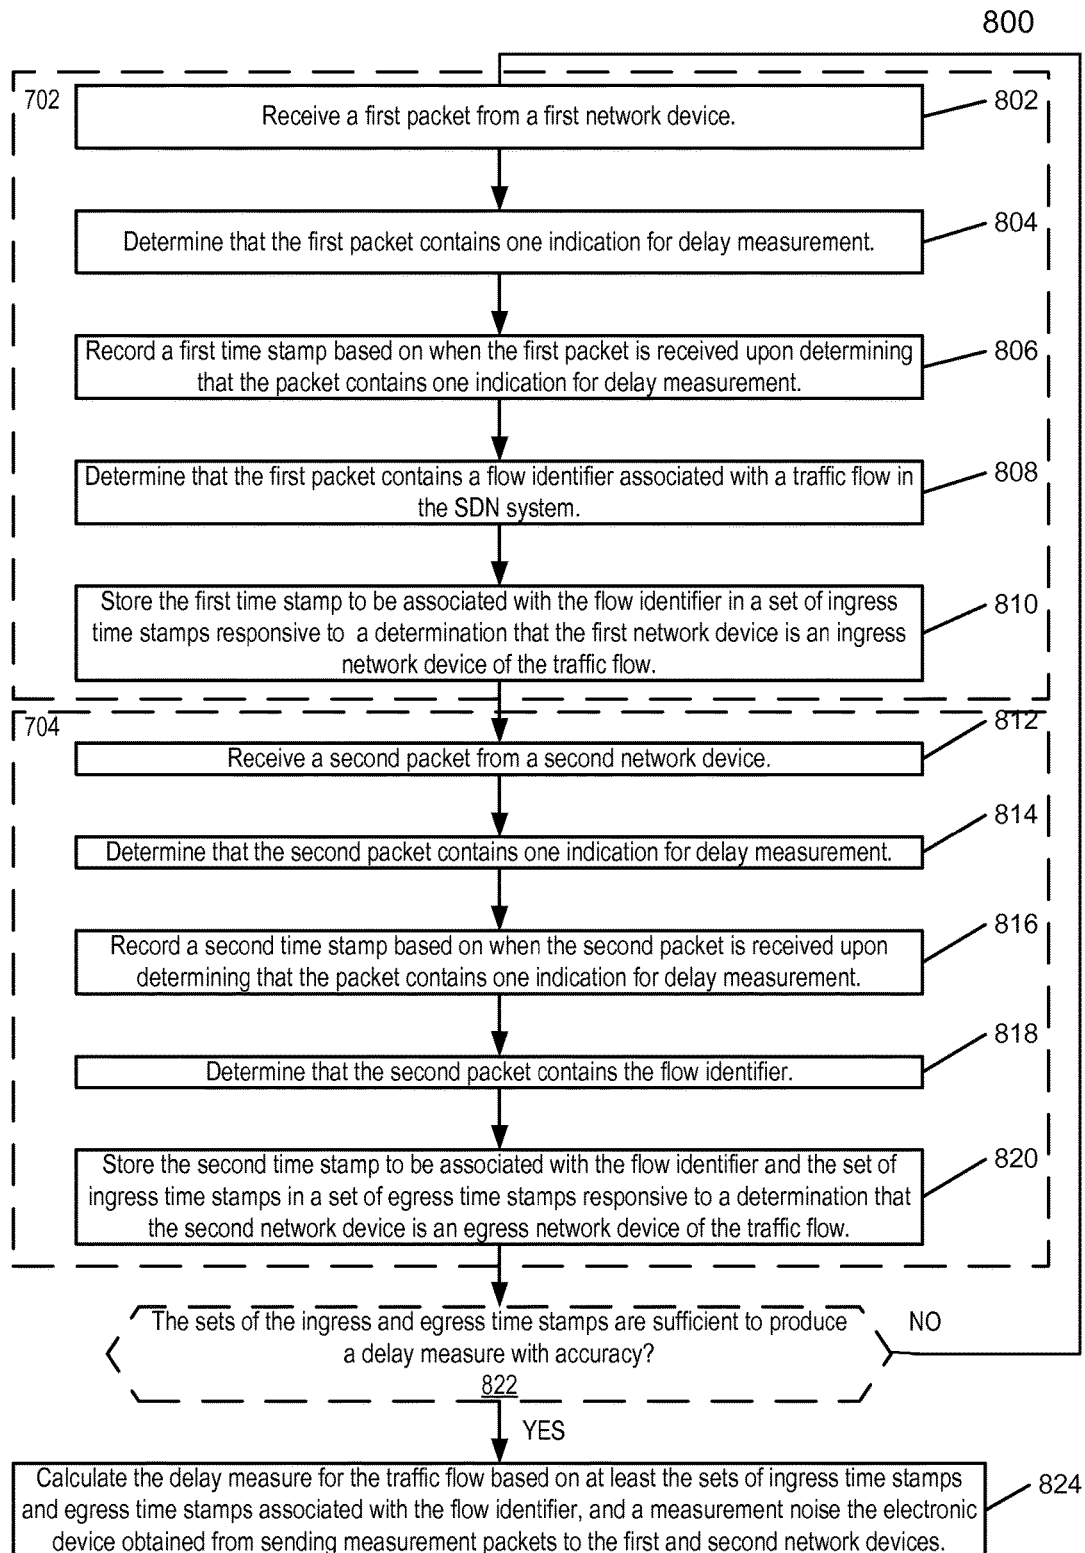 800
702
Receive a first packet from a first network device.
802
Determine that the first packet contains one indication for delay measurement.
804
Record a first time stamp based on when the first packet is received upon determining
that the packet contains one indication for delay measurement.
806
Determine that the first packet contains a flow identifier associated with a traffic flow in
the SDN system.
808
Store the first time stamp to be associated with the flow identifier in a set of ingress
time stamps responsive to a determination that the first network device is an ingress
network device of the traffic flow.
810
704
812
Receive a second packet from a second network device.
814
Determine that the second packet contains one indication for delay measurement.
816
Record a second time stamp based on when the second packet is received upon
determining that the packet contains one indication for delay measurement.
818
Determine that the second packet contains the flow identifier.
820
Store the second time stamp to be associated with the flow identifier and the set of
ingress time stamps in a set of egress time stamps responsive to a determination that
the second network device is an egress network device of the traffic flow.
The sets of the ingress and egress time stamps are sufficient to produce
a delay measure with accuracy?
822
NO
YES
Calculate the delay measure for the traffic flow based on at least the sets of ingress time stamps
and egress time stamps associated with the flow identifier, and a measurement noise the electronic
device obtained from sending measurement packets to the first and second network devices.
824